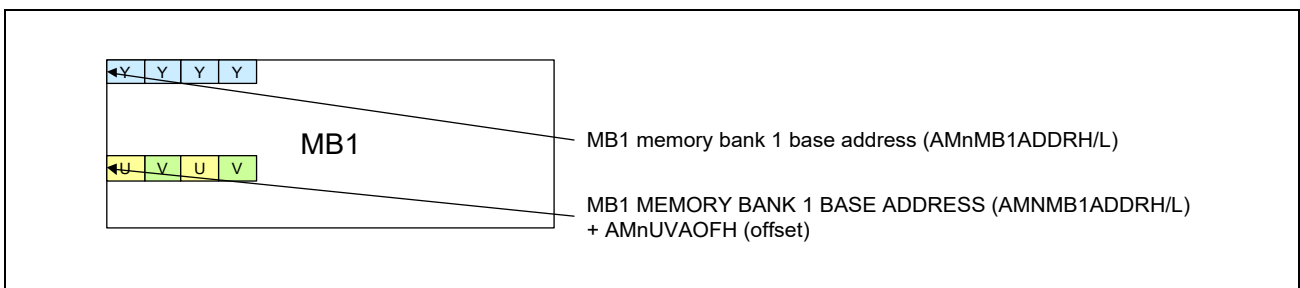 Y Y Y Y
MB1
MB1 memory bank 1 base address (AMnMB1ADDRH/L)
U V U V
MB1 MEMORY BANK 1 BASE ADDRESS (AMNMB1ADDRH/L)
+ AMnUVAOFH (offset)